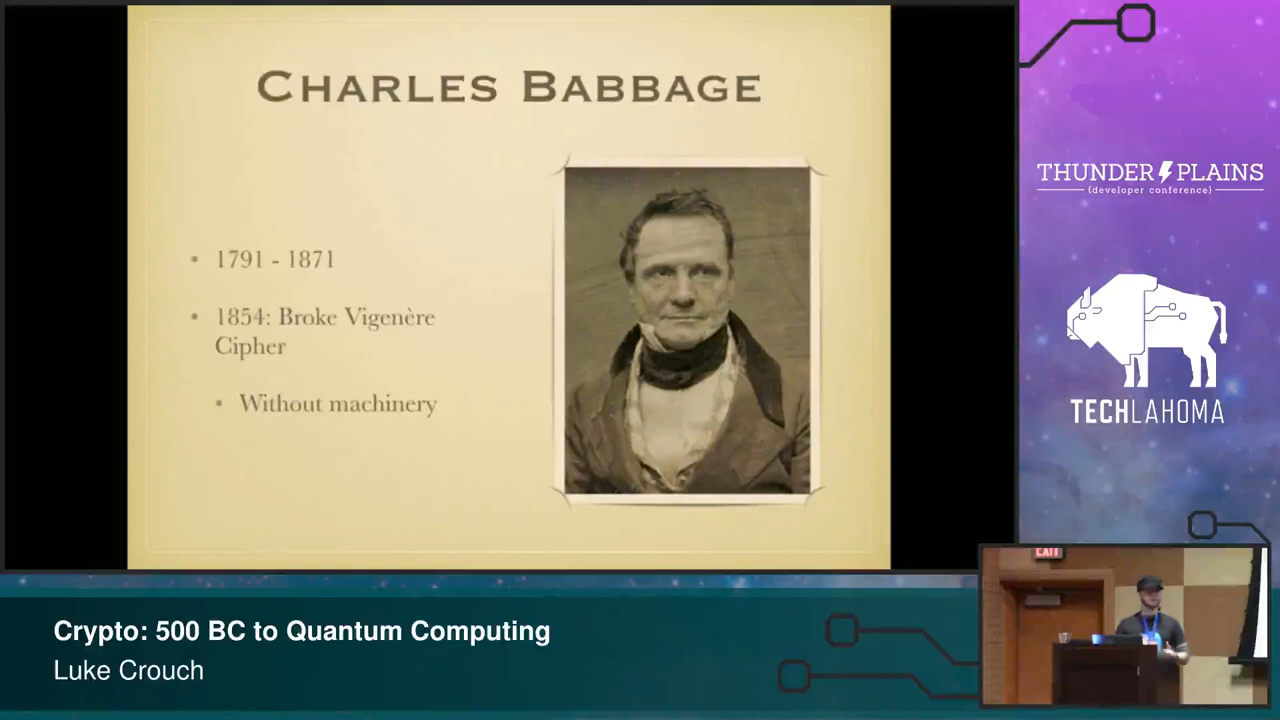 CHARLES BABBAGE
• 1791 - 1871
• 1854: Broke Vigenère
Cipher
• Without machinery
THUNDER PLAINS
{developer conference}
TECHLAHOMA
EXIT
Crypto: 500 BC to Quantum Computing
Luke Crouch